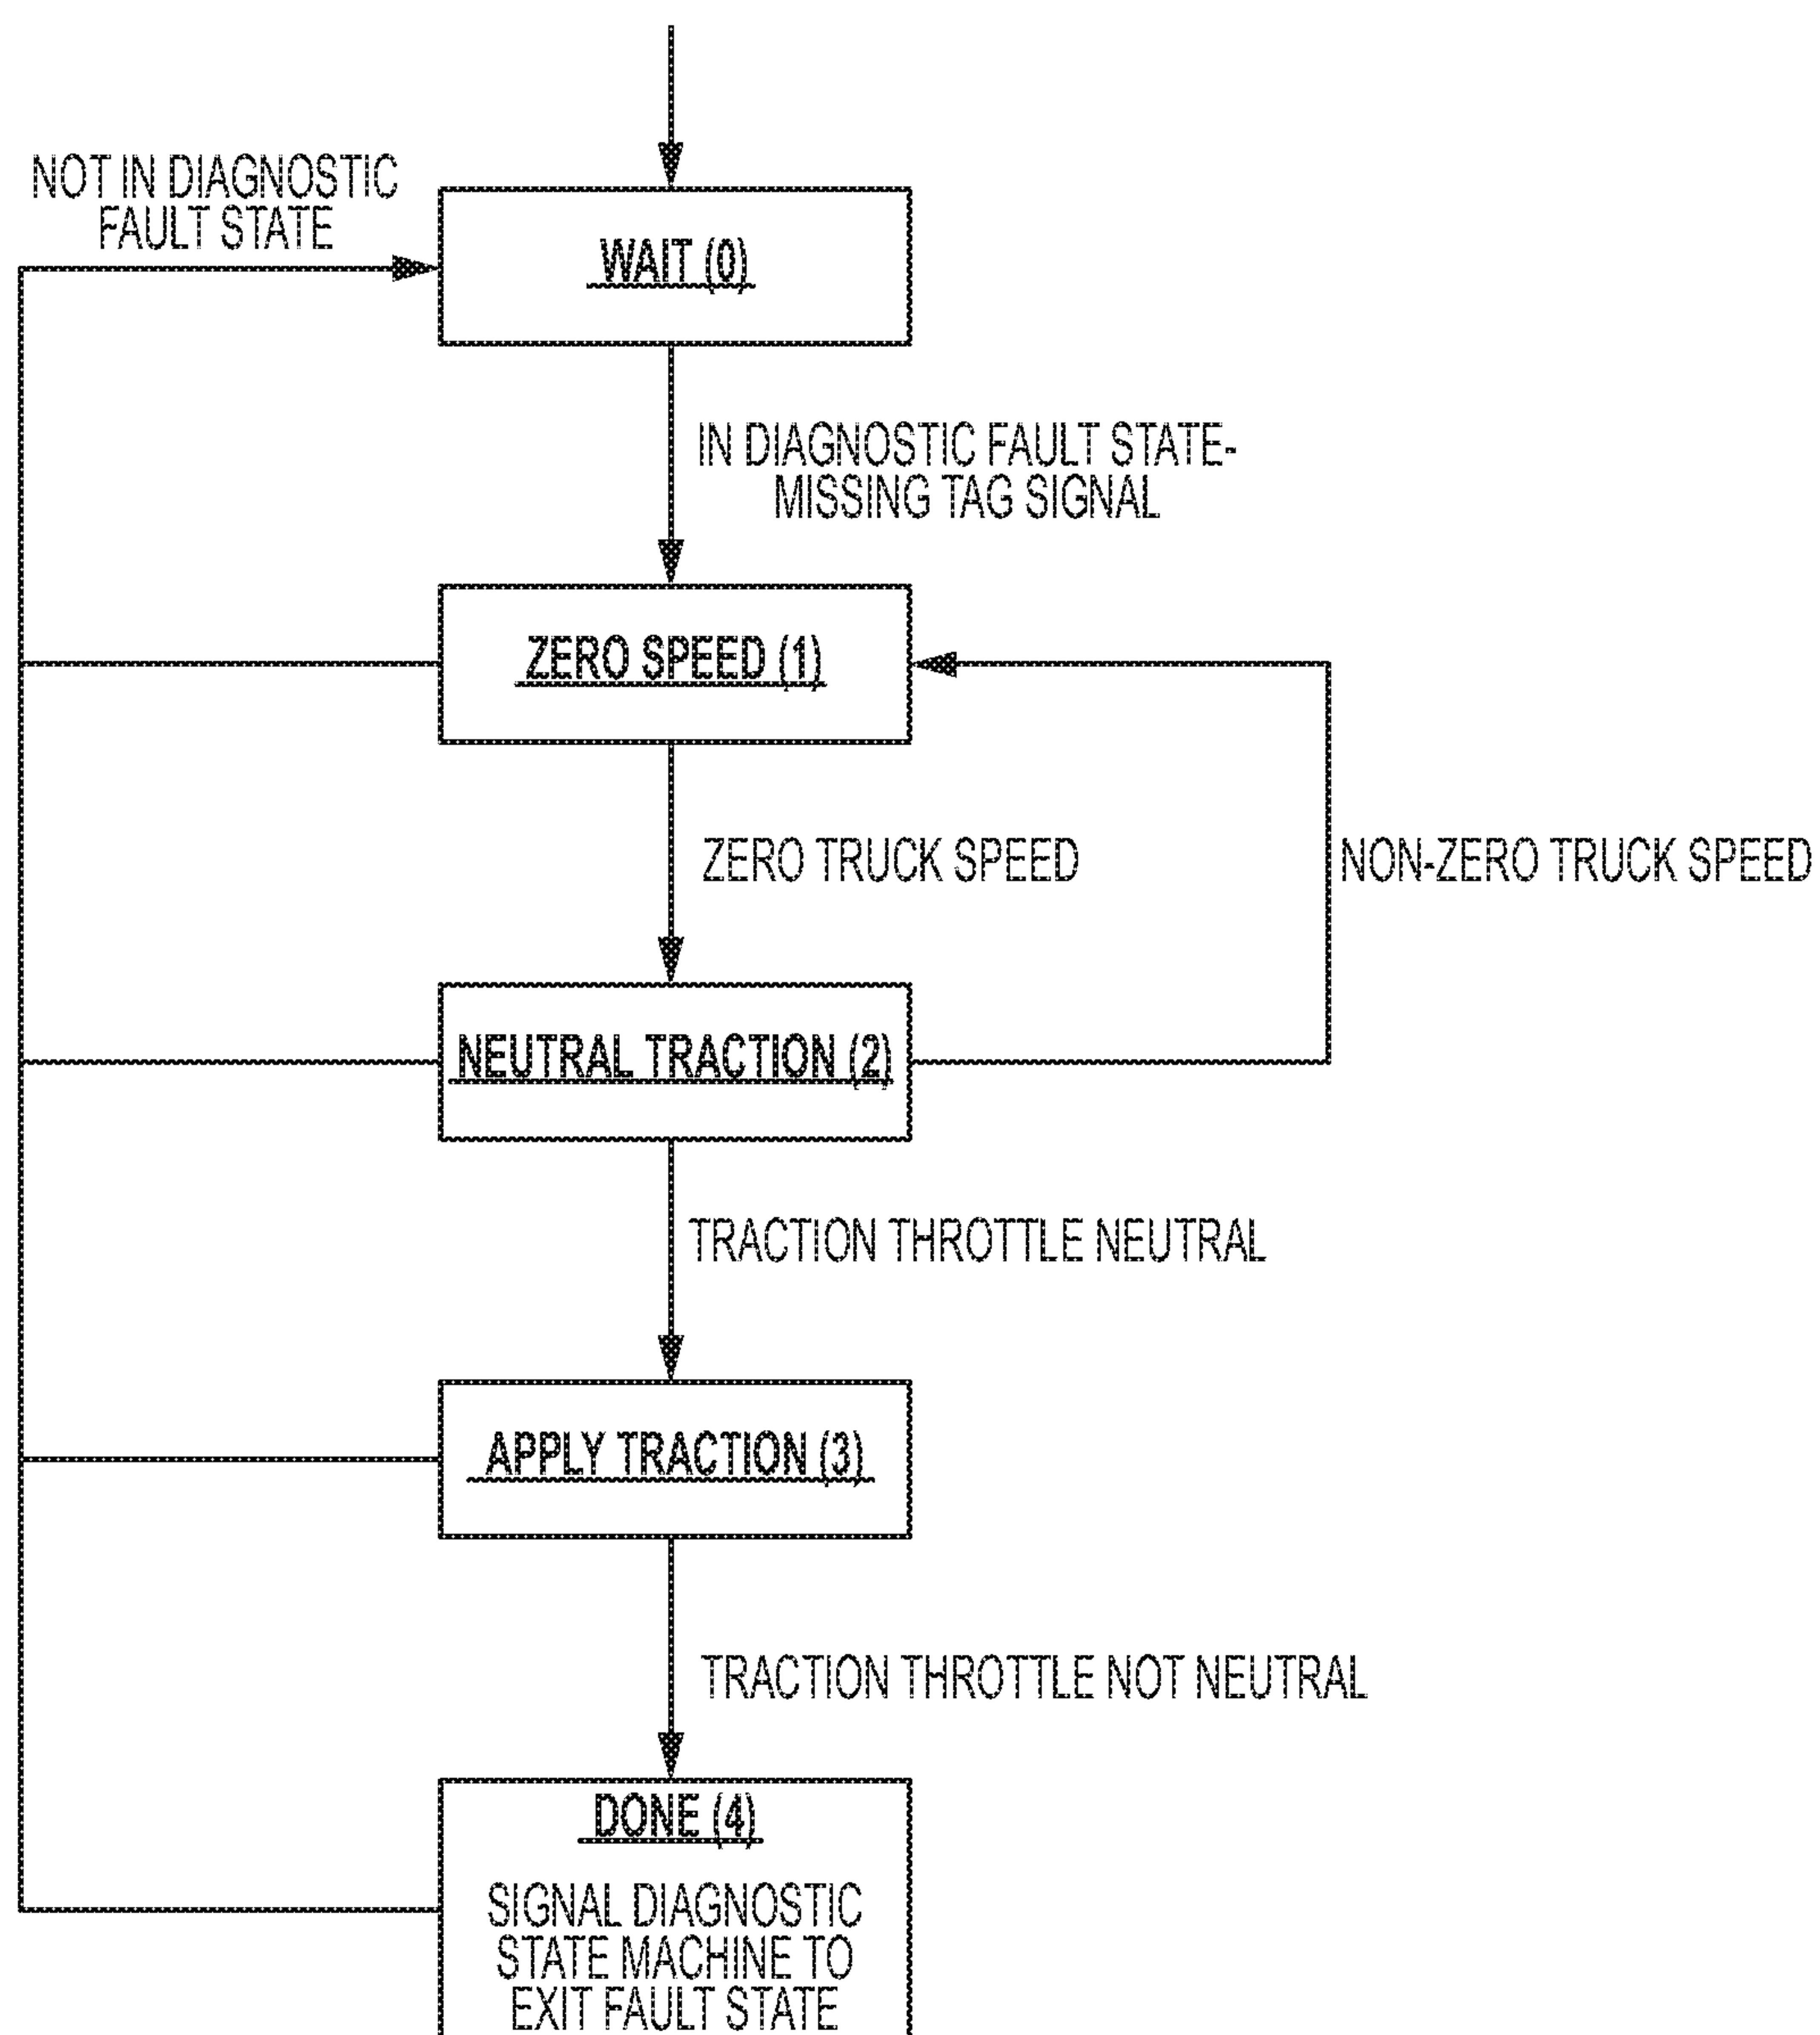 NOT IN DIAGNOSTIC
FAULT STATE
WAIT (0)
IN DIAGNOSTIC FAULT STATE-
MISSING TAG SIGNAL
ZERO SPEED (1)
ZERO TRUCK SPEED
NON-ZERO TRUCK SPEED
NEUTRAL TRACTION (2)
TRACTION THROTTLE NEUTRAL
APPLY TRACTION (3)
TRACTION THROTTLE NOT NEUTRAL
DONE (4)
SIGNAL DIAGNOSTIC
STATE MACHINE TO
EXIT FAULT STATE